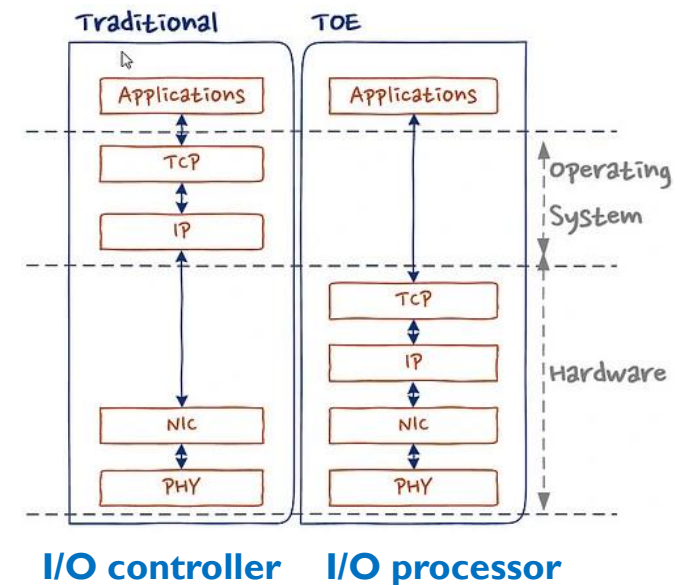 Traditional
TOE
Applications
Applications
TCP
IP
Operating
System
TCP
IP
Hardware
NIC
NIC
PHY
PHY
I/O controller
I/O processor